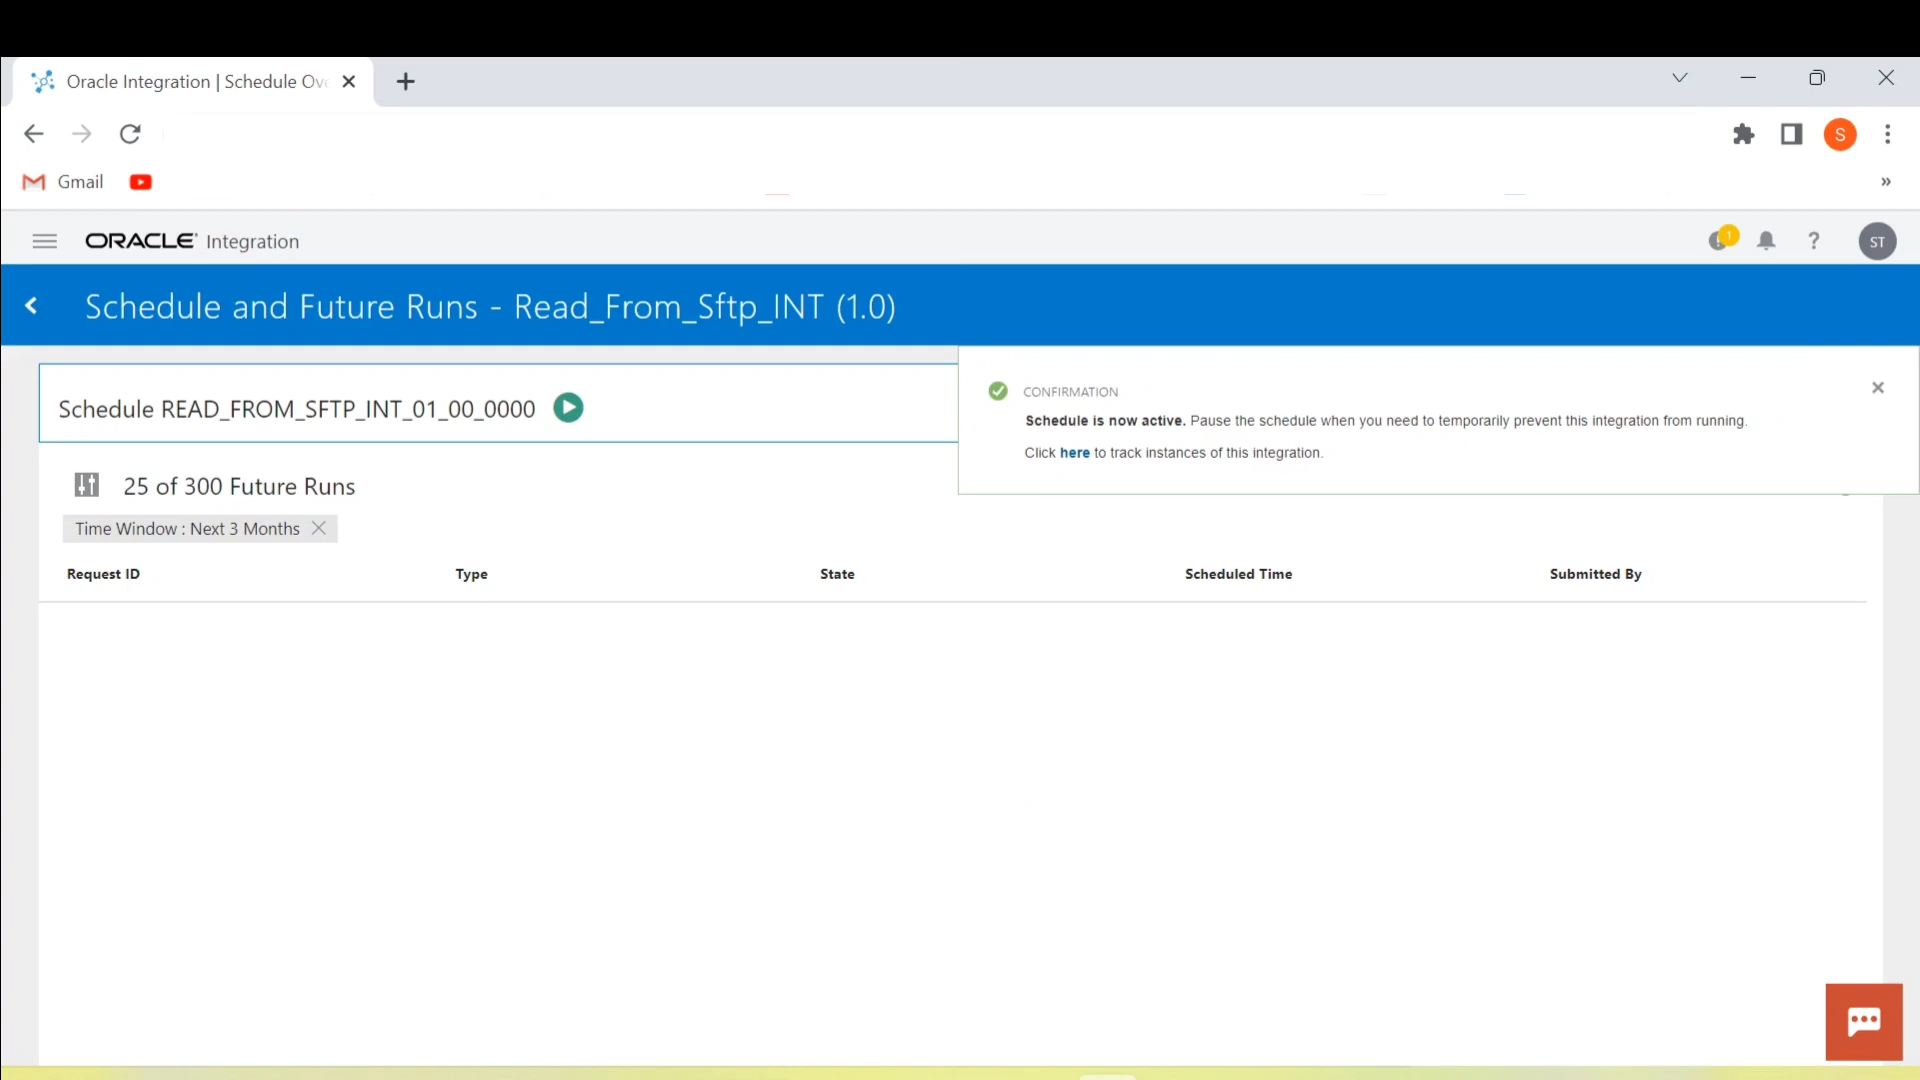 Oracle Integration | Schedule Ov
Gmail
»
S
ORACLE Integration
1
?
ST
Schedule and Future Runs - Read_From_Sftp_INT (1.0)
Schedule READ_FROM_SFTP_INT_01_00_0000
CONFIRMATION
Schedule is now active. Pause the schedule when you need to temporarily prevent this integration from running.
Click here to track instances of this integration.
25 of 300 Future Runs
Time Window : Next 3 Months
Request ID Type State Scheduled Time Submitted By